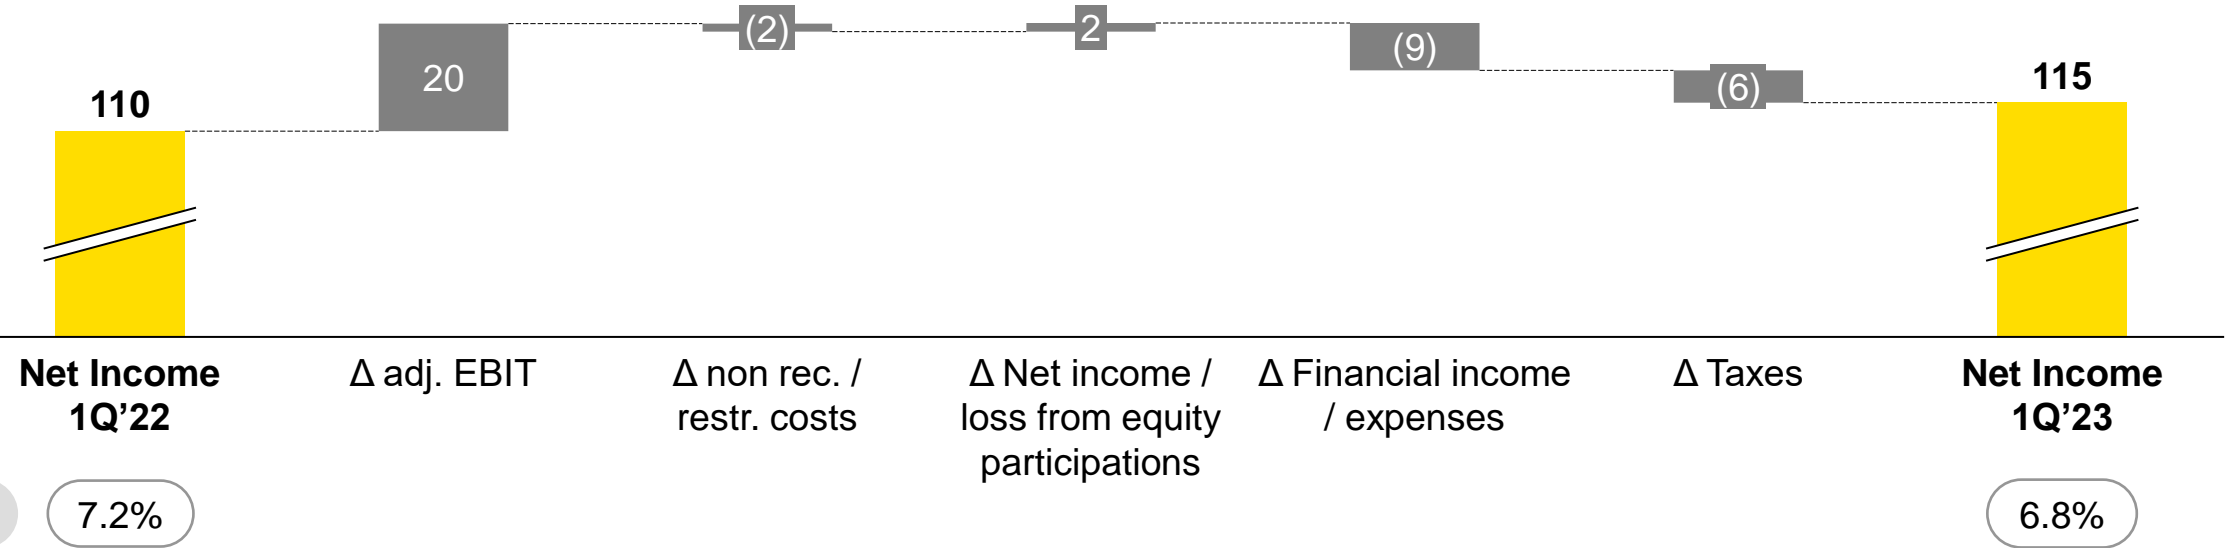 110
20
(2)
2
(9)
(6)
115
Net Income
1Q’22
Δ adj. EBIT
Δ non rec. /
restr. costs
Δ Net income /
loss from equity
participations
Δ Financial income
/ expenses
Δ Taxes
Net Income
1Q’23
7.2%
6.8%